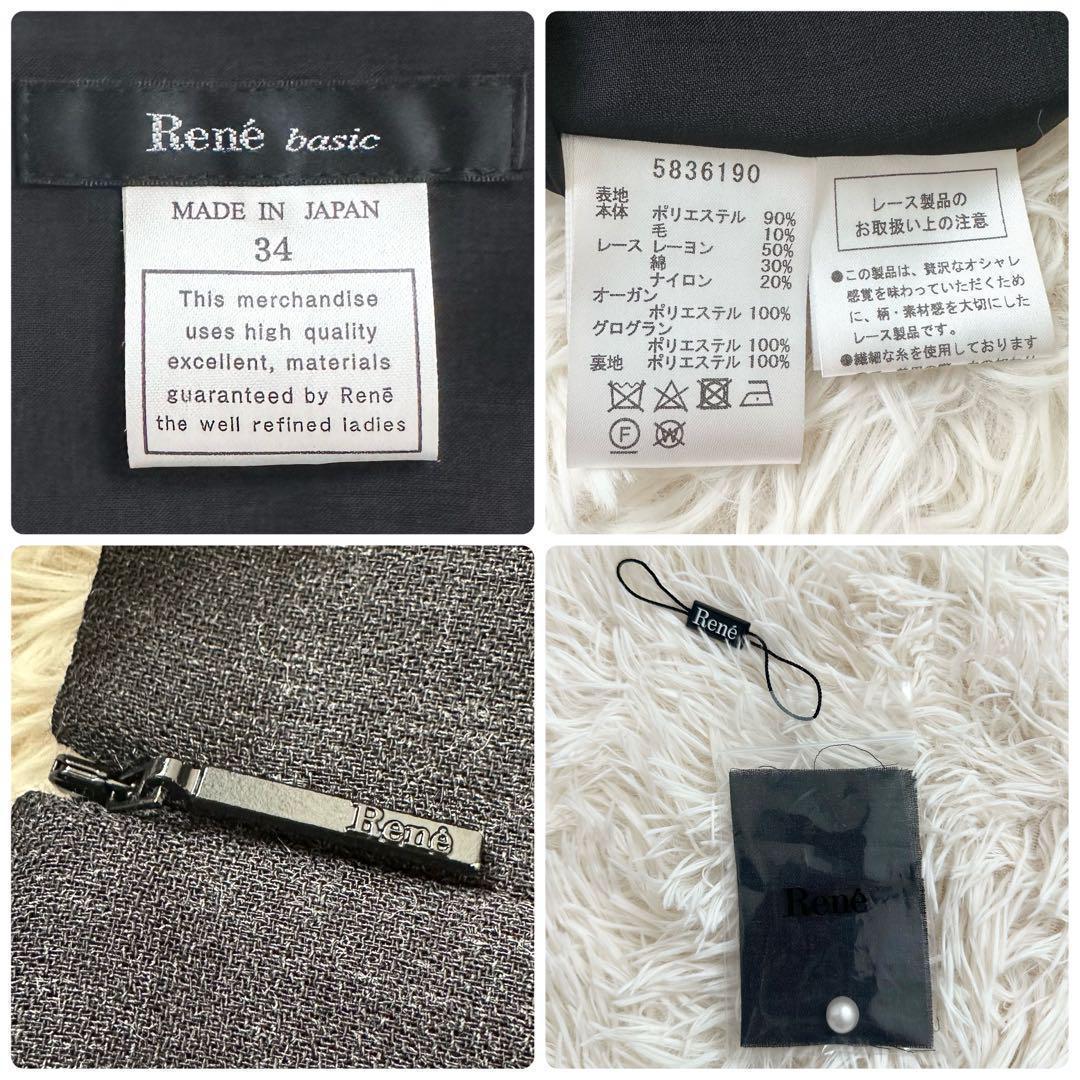 René basic
MADE IN JAPAN
34
This merchandise
uses high quality
excellent, materials
guaranteed by Renē
the well refined ladies
5836190
表地
本体 ポリエステル 90%
毛 10%
レース レーヨン 50%
綿 30%
ナイロン 20%
オーガン
ポリエステル 100%
グログラン
ポリエステル 100%
裏地 ポリエステル 100%
F
W
レース製品の
お取扱い上の注意
●この製品は、贅沢なオシャレ
感覚を味わっていただくため
に、柄・素材感を大切にした
レース製品です。
●繊細な糸を使用しております
René
René
René